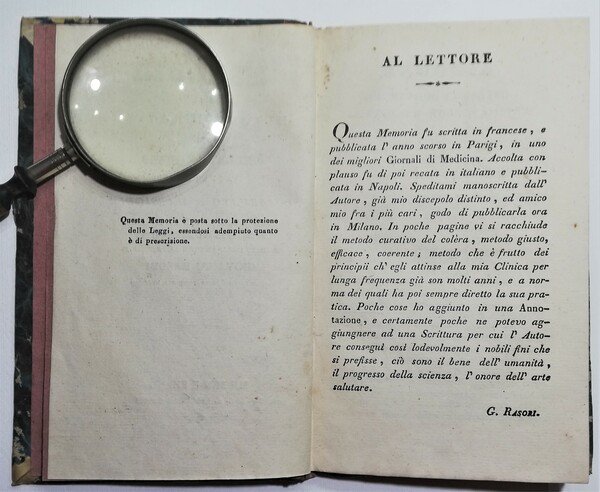 Questa Memoria è posta sotto la protezione
delle Leggi, essendosi adempiuto quanto
è di prescrizione.
AL LETTORE
Questa Memoria fu scritta in francese, e
pubblicata l' anno scorso in Parigi, in uno
dei migliori Giornali di Medicina. Accolta con
plauso fu di poi recata in italiano e pubbli-
cata in Napoli. Speditami manoscritta dall'
Autore, già mio discepolo distinto, ed amico
mio fra i più cari, godo di pubblicarla ora
in Milano. In poche pagine vi si racchiude
il metodo curativo del colèra, metodo giusto,
efficace, coerente; metodo che è frutto dei
principii ch' egli attinse alla mia Clinica per
lunga frequenza già son molti anni, e a norma
dei quali ha poi sempre diretto la sua pra-
tica. Poche cose ho aggiunto in una Anno-
tazione, e certamente poche ne potevo ag-
giungnere ad una Scrittura per cui l' Auto-
re conseguì così lodevolmente i nobili fini che
si prefisse, ciò sono il bene dell' umanità,
il progresso della scienza, l' onore dell' arte
salutare.
G. RASORI.